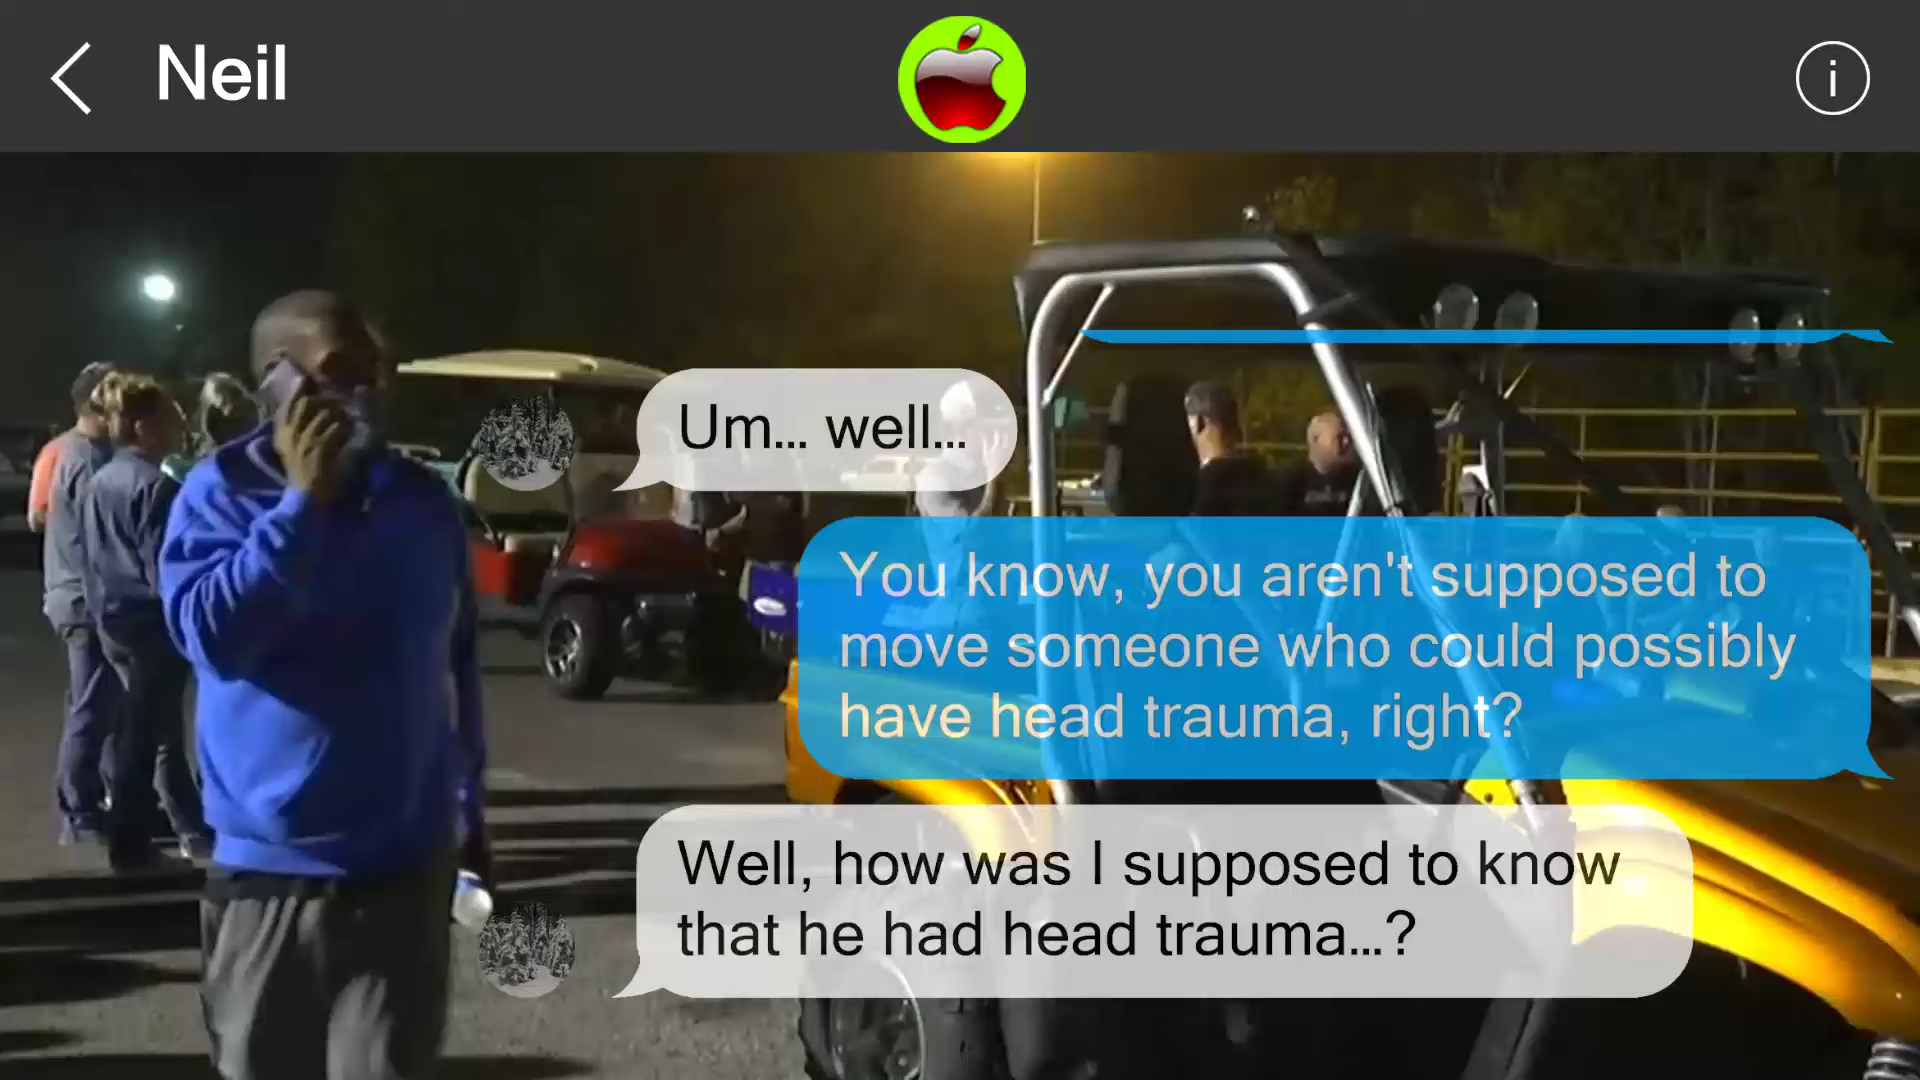 Neil
Um... well...
You know, you aren't supposed to
move someone who could possibly
have head trauma, right?
Well, how was I supposed to know
that he had head trauma...?